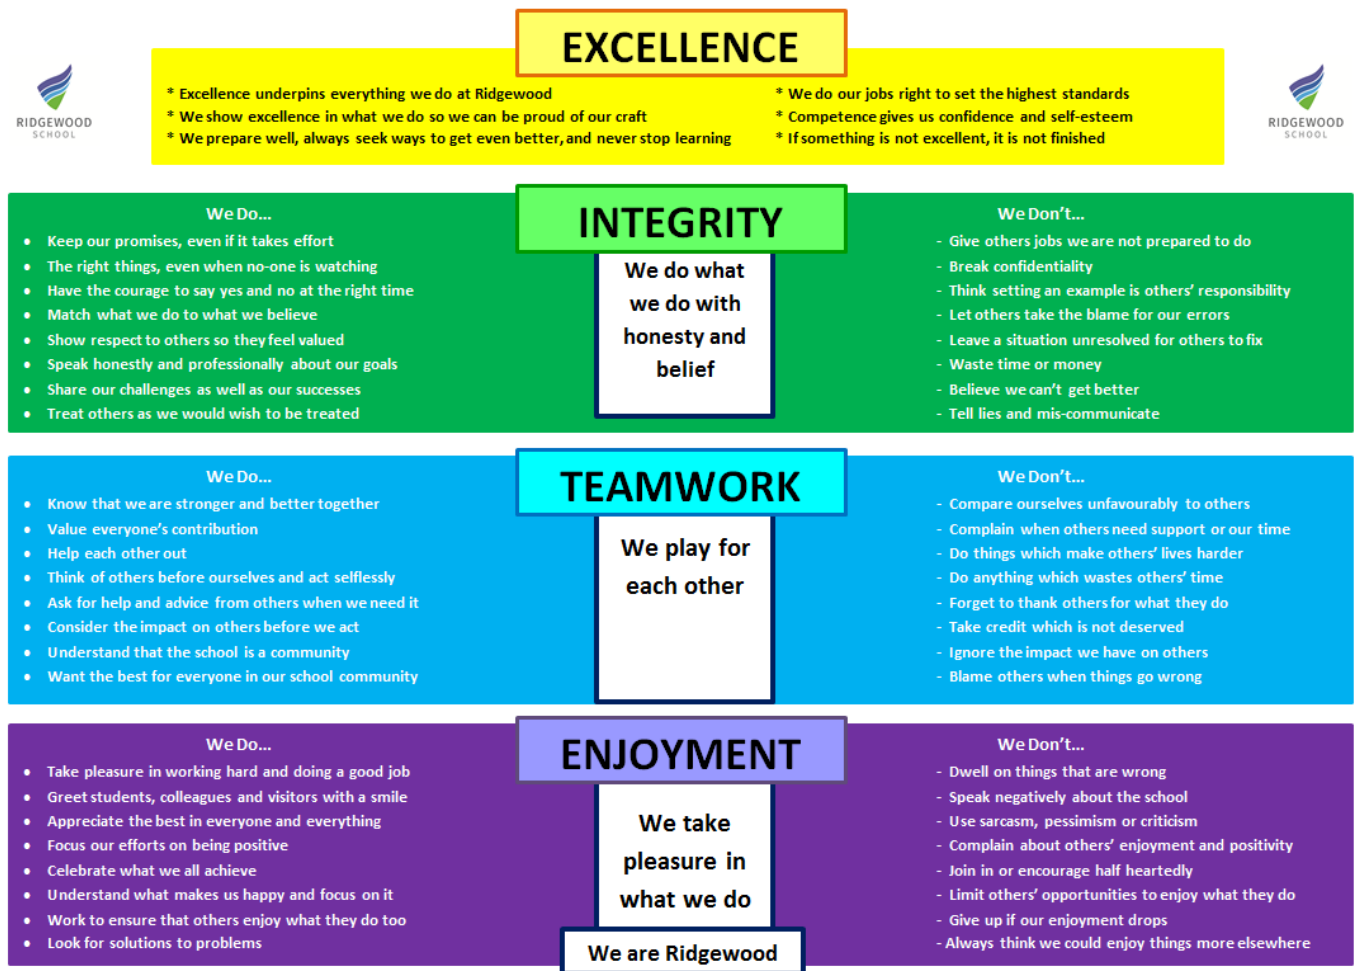 EXCELLENCE
RIDGEWOOD
SCHOOL
* Excellence underpins everything we do at Ridgewood
* We show excellence in what we do so we can be proud of our craft
* We prepare well, always seek ways to get even better, and never stop learning
* We do our jobs right to set the highest standards
* Competence gives us confidence and self-esteem
* If something is not excellent, it is not finished
RIDGEWOOD
SCHOOL
INTEGRITY
We do what
we do with
honesty and
belief
We Do...
• Keep our promises, even if it takes effort
• The right things, even when no-one is watching
• Have the courage to say yes and no at the right time
• Match what we do to what we believe
• Show respect to others so they feel valued
• Speak honestly and professionally about our goals
• Share our challenges as well as our successes
• Treat others as we would wish to be treated
We Don't...
- Give others jobs we are not prepared to do
- Break confidentiality
- Think setting an example is others' responsibility
- Let others take the blame for our errors
- Leave a situation unresolved for others to fix
- Waste time or money
- Believe we can't get better
- Tell lies and mis-communicate
TEAMWORK
We play for
each other
We Do...
• Know that we are stronger and better together
• Value everyone's contribution
• Help each other out
• Think of others before ourselves and act selflessly
• Ask for help and advice from others when we need it
• Consider the impact on others before we act
• Understand that the school is a community
• Want the best for everyone in our school community
We Don't...
- Compare ourselves unfavourably to others
- Complain when others need support or our time
- Do things which make others' lives harder
- Do anything which wastes others' time
- Forget to thank others for what they do
- Take credit which is not deserved
- Ignore the impact we have on others
- Blame others when things go wrong
ENJOYMENT
We take
pleasure in
what we do
We Do...
• Take pleasure in working hard and doing a good job
• Greet students, colleagues and visitors with a smile
• Appreciate the best in everyone and everything
• Focus our efforts on being positive
• Celebrate what we all achieve
• Understand what makes us happy and focus on it
• Work to ensure that others enjoy what they do too
• Look for solutions to problems
We Don't...
- Dwell on things that are wrong
- Speak negatively about the school
- Use sarcasm, pessimism or criticism
- Complain about others' enjoyment and positivity
- Join in or encourage half heartedly
- Limit others' opportunities to enjoy what they do
- Give up if our enjoyment drops
- Always think we could enjoy things more elsewhere
We are Ridgewood